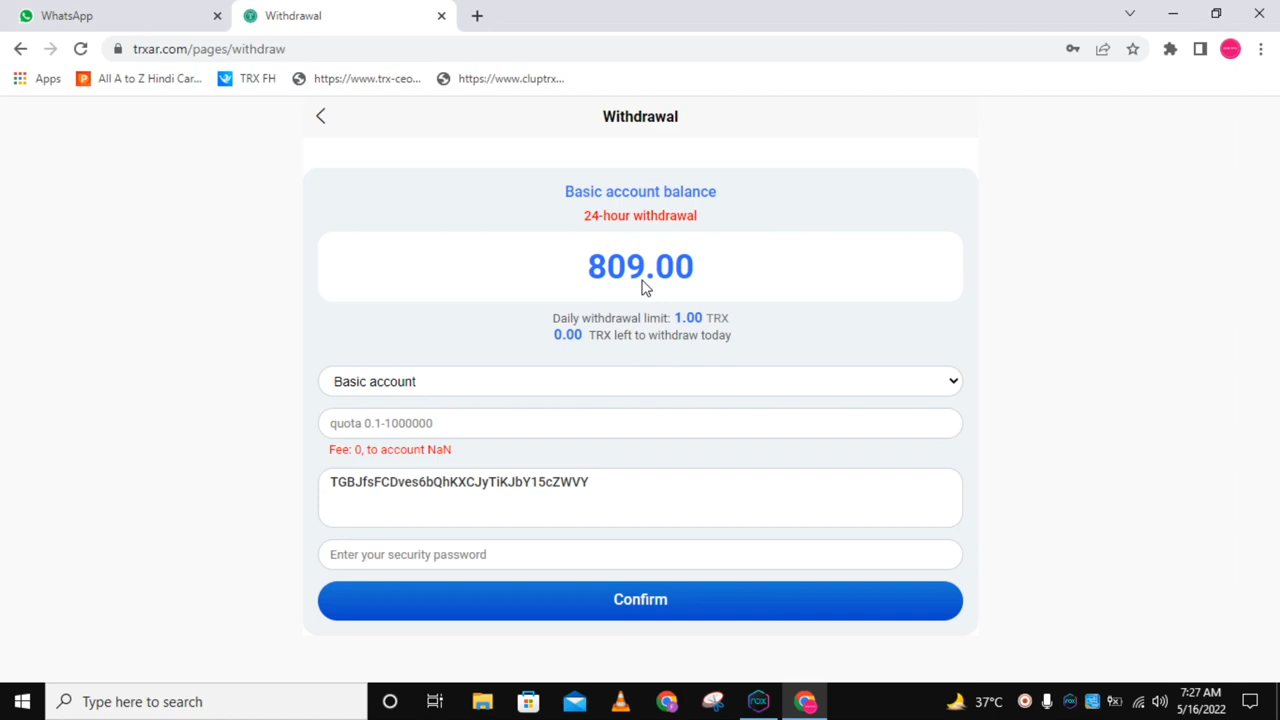 WhatsApp
Withdrawal
trxar.com/pages/withdraw
Apps
All A to Z Hindi Car...
TRX FH
https://www.trx-ceo...
https://www.cluptrx...
Withdrawal
Basic account balance
24-hour withdrawal
809.00
Daily withdrawal limit: 1.00 TRX
0.00 TRX left to withdraw today
Basic account
quota 0.1-1000000
Fee: 0, to account NaN
TGBJfsFCDves6bQhKXCJyTiKJbY15cZWVY
Enter your security password
Confirm
Type here to search
FOX
37°C
7:27 AM
5/16/2022